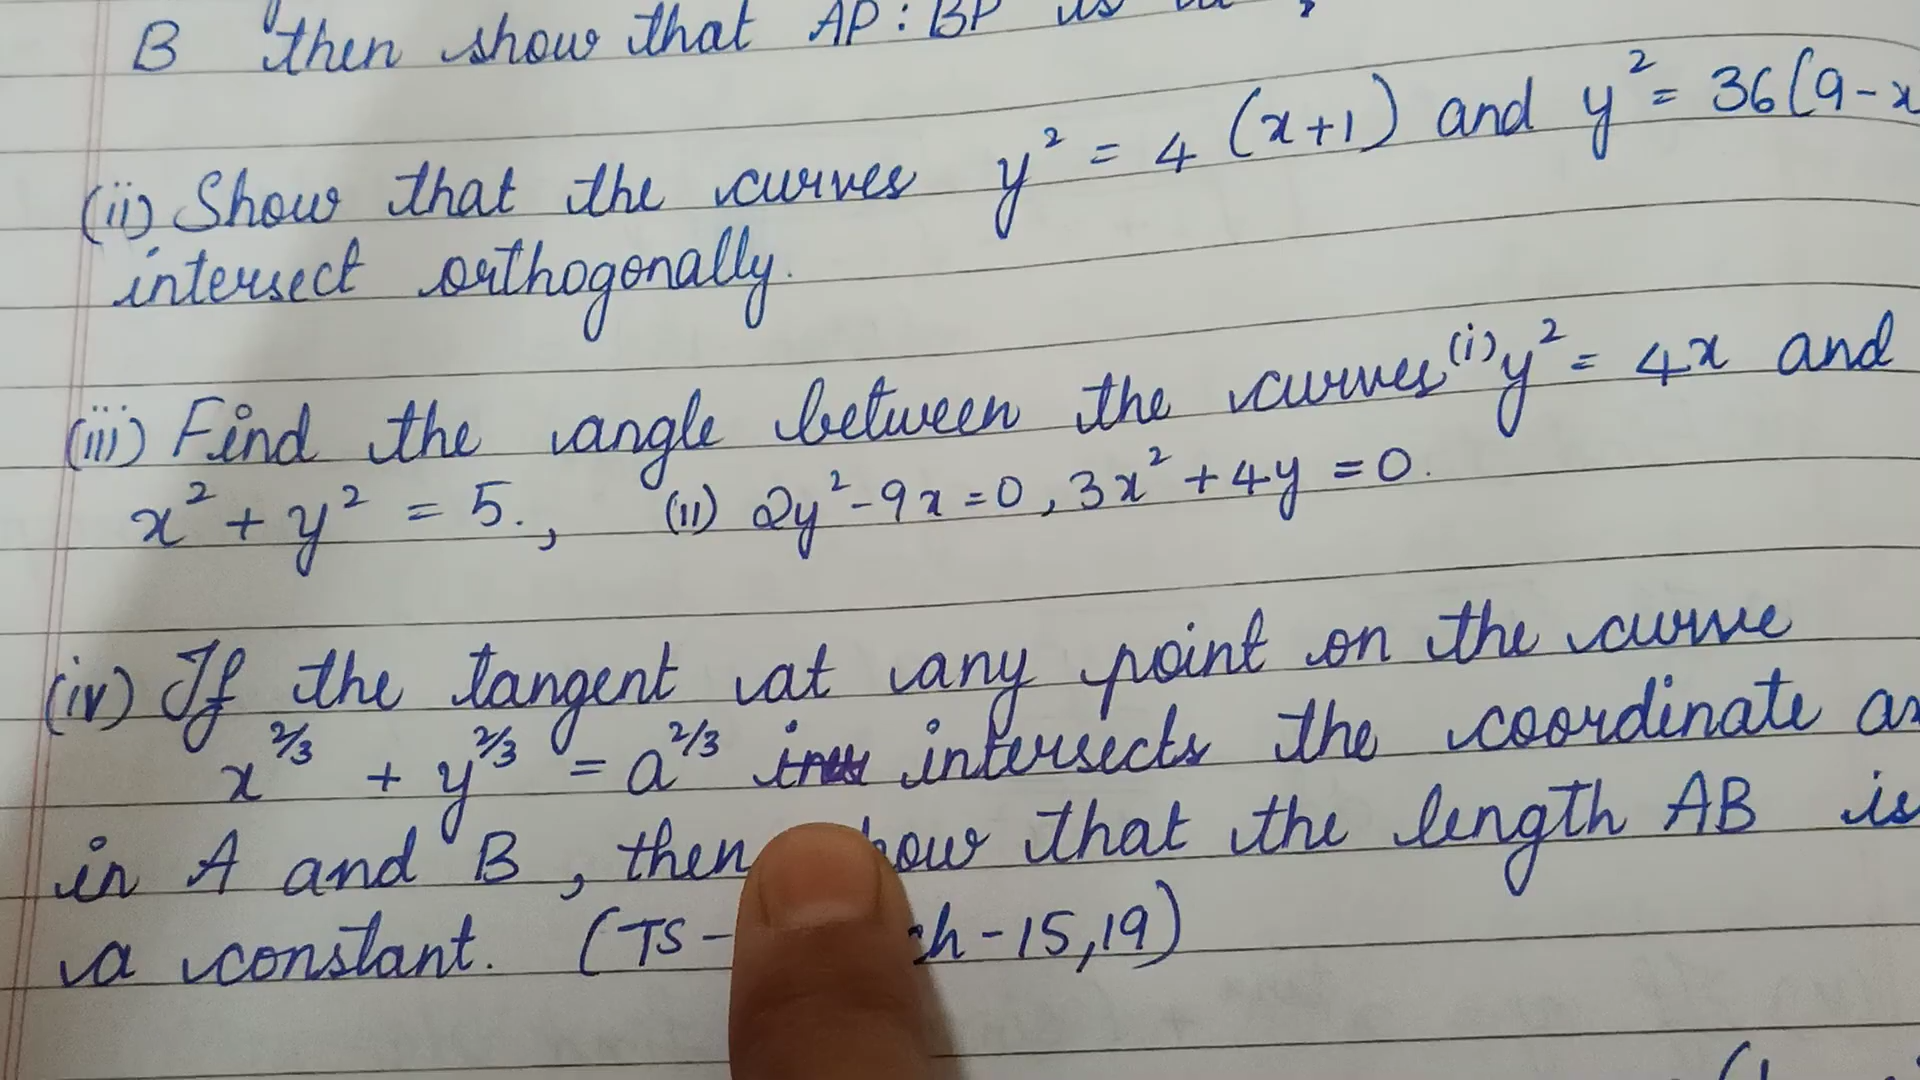 B then show that AP : BP is
(ii) Show that the curves y² = 4 (x+1) and y² = 36(9-x
intersect orthogonally.
(iii) Find the angle between the curves (i) y² = 4x and
x² + y² = 5., (ii) 2y² - 9x = 0, 3x² + 4y = 0.
(iv) If the tangent at any point on the curve
x^2/3 + y^2/3 = a^2/3 intersects the coordinate
in A and B, then show that the length AB is
a constant. (TS - ch - 15,19)